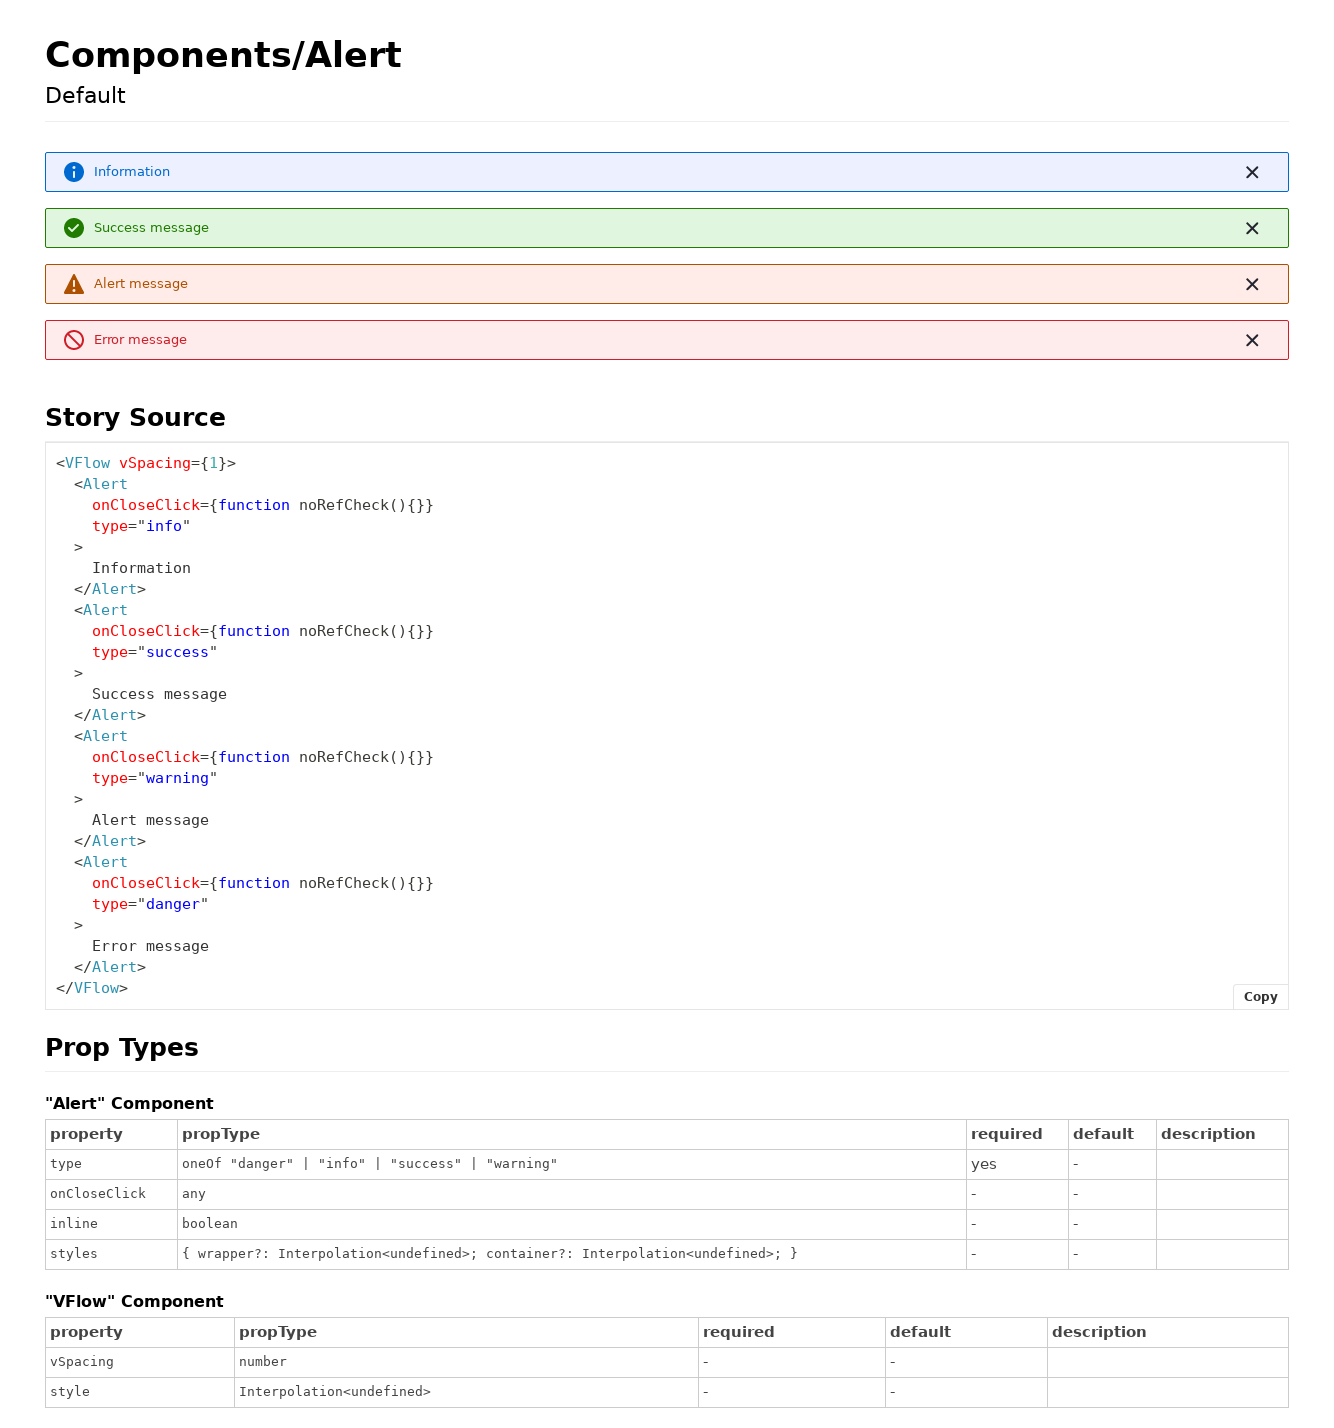 Components/Alert
Default
Information
Success message
Alert message
Error message
Story Source
<VFlow vSpacing={1}>
  <Alert
    onCloseClick={function noRefCheck(){}}
    type="info"
  >
    Information
  </Alert>
  <Alert
    onCloseClick={function noRefCheck(){}}
    type="success"
  >
    Success message
  </Alert>
  <Alert
    onCloseClick={function noRefCheck(){}}
    type="warning"
  >
    Alert message
  </Alert>
  <Alert
    onCloseClick={function noRefCheck(){}}
    type="danger"
  >
    Error message
  </Alert>
</VFlow>
Copy
Prop Types
"Alert" Component
property propType required default description
type oneOf "danger" | "info" | "success" | "warning" yes -
onCloseClick any - -
inline boolean - -
styles { wrapper?: Interpolation<undefined>; container?: Interpolation<undefined>; } - -
"VFlow" Component
property propType required default description
vSpacing number - -
style Interpolation<undefined> - -